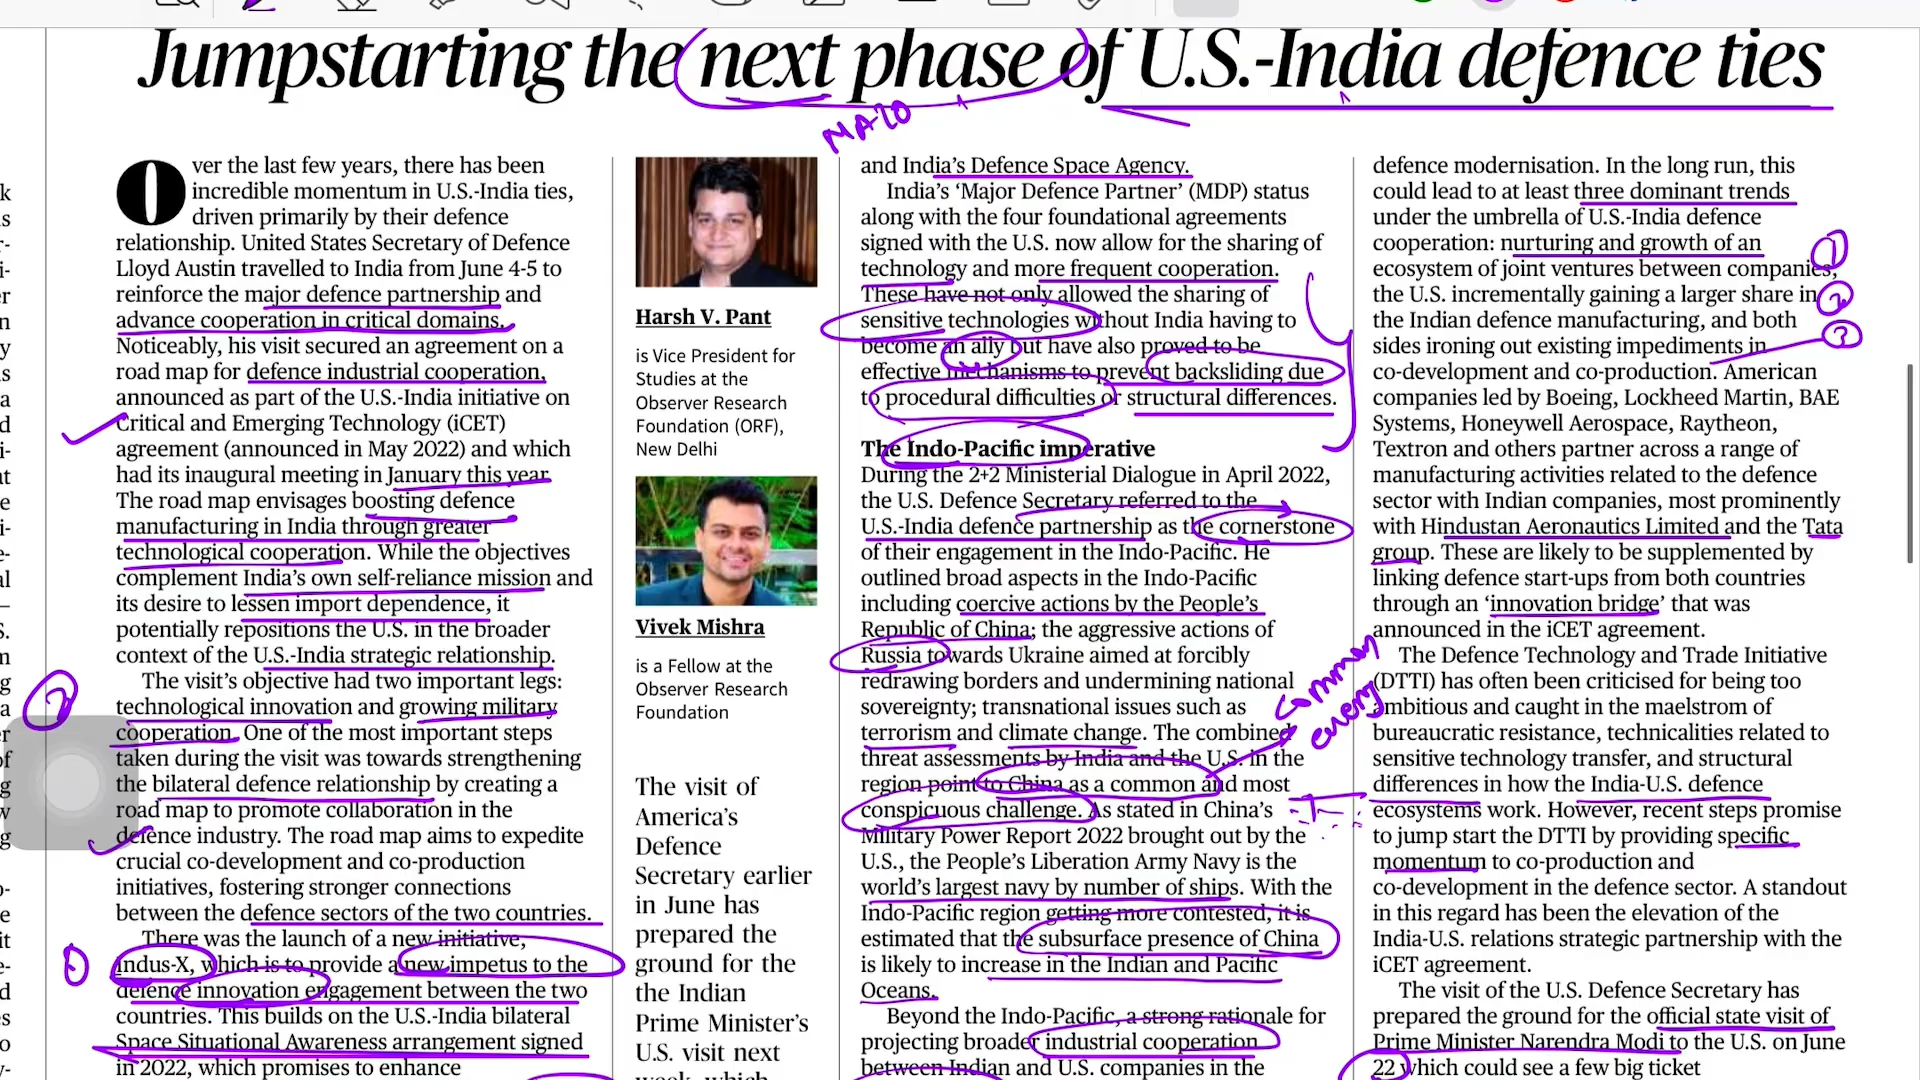 Jumpstarting the next phase of U.S.-India defence ties
MAJO
Over the last few years, there has been
incredible momentum in U.S.-India ties,
driven primarily by their defence
relationship. United States Secretary of Defence
Lloyd Austin travelled to India from June 4-5 to
reinforce the major defence partnership and
advance cooperation in critical domains.
Noticeably, his visit secured an agreement on a
road map for defence industrial cooperation,
announced as part of the U.S.-India initiative on
Critical and Emerging Technology (iCET)
agreement (announced in May 2022) and which
had its inaugural meeting in January this year.
The road map envisages boosting defence
manufacturing in India through greater
technological cooperation. While the objectives
complement India's own self-reliance mission and
its desire to lessen import dependence, it
potentially repositions the U.S. in the broader
context of the U.S.-India strategic relationship.
The visit's objective had two important legs:
technological innovation and growing military
cooperation. One of the most important steps
taken during the visit was towards strengthening
the bilateral defence relationship by creating a
road map to promote collaboration in the
defence industry. The road map aims to expedite
crucial co-development and co-production
initiatives, fostering stronger connections
between the defence sectors of the two countries.
There was the launch of a new initiative,
Indus-X, which is to provide a new impetus to the
defence innovation engagement between the two
countries. This builds on the U.S.-India bilateral
Space Situational Awareness arrangement signed
in 2022, which promises to enhance
Harsh V. Pant
is Vice President for
Studies at the
Observer Research
Foundation (ORF),
New Delhi
Vivek Mishra
is a Fellow at the
Observer Research
Foundation
The visit of
America's
Defence
Secretary earlier
in June has
prepared the
ground for the
the Indian
Prime Minister's
U.S. visit next
week, which
and India's Defence Space Agency.
India's 'Major Defence Partner' (MDP) status
along with the four foundational agreements
signed with the U.S. now allow for the sharing of
technology and more frequent cooperation.
These have not only allowed the sharing of
sensitive technologies without India having to
become an ally but have also proved to be
effective mechanisms to prevent backsliding due
to procedural difficulties or structural differences.
The Indo-Pacific imperative
During the 2+2 Ministerial Dialogue in April 2022,
the U.S. Defence Secretary referred to the
U.S.-India defence partnership as the cornerstone
of their engagement in the Indo-Pacific. He
outlined broad aspects in the Indo-Pacific
including coercive actions by the People's
Republic of China; the aggressive actions of
Russia towards Ukraine aimed at forcibly
redrawing borders and undermining national
sovereignty; transnational issues such as
terrorism and climate change. The combined
threat assessments by India and the U.S. in the
region point to China as a common and most
conspicuous challenge. As stated in China's
Military Power Report 2022 brought out by the
U.S., the People's Liberation Army Navy is the
world's largest navy by number of ships. With the
Indo-Pacific region getting more contested, it is
estimated that the subsurface presence of China
is likely to increase in the Indian and Pacific
Oceans.
Beyond the Indo-Pacific, a strong rationale for
projecting broader industrial cooperation
between Indian and U.S. companies in the
common
enemy
defence modernisation. In the long run, this
could lead to at least three dominant trends
under the umbrella of U.S.-India defence
cooperation: nurturing and growth of an
ecosystem of joint ventures between companies,
the U.S. incrementally gaining a larger share in
the Indian defence manufacturing, and both
sides ironing out existing impediments in
co-development and co-production. American
companies led by Boeing, Lockheed Martin, BAE
Systems, Honeywell Aerospace, Raytheon,
Textron and others partner across a range of
manufacturing activities related to the defence
sector with Indian companies, most prominently
with Hindustan Aeronautics Limited and the Tata
group. These are likely to be supplemented by
linking defence start-ups from both countries
through an 'innovation bridge' that was
announced in the iCET agreement.
The Defence Technology and Trade Initiative
(DTTI) has often been criticised for being too
ambitious and caught in the maelstrom of
bureaucratic resistance, technicalities related to
sensitive technology transfer, and structural
differences in how the India-U.S. defence
ecosystems work. However, recent steps promise
to jump start the DTTI by providing specific
momentum to co-production and
co-development in the defence sector. A standout
in this regard has been the elevation of the
India-U.S. relations strategic partnership with the
iCET agreement.
The visit of the U.S. Defence Secretary has
prepared the ground for the official state visit of
Prime Minister Narendra Modi to the U.S. on June
22 which could see a few big ticket
1
2
3